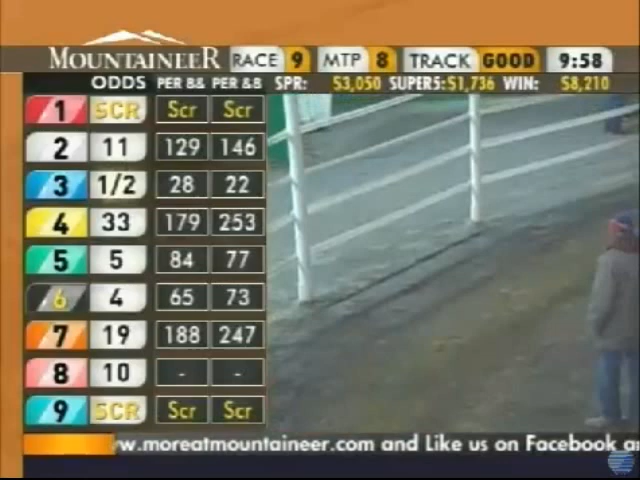 MOUNTAINEER RACE 9 MTP 8 TRACK GOOD 9:58
ODDS PER 8& PER &8 SPR: $3,050 SUPER5: $1,736 WIN: $8,210
1 SCR Scr Scr
2 11 129 146
3 1/2 28 22
4 33 179 253
5 5 84 77
6 4 65 73
7 19 188 247
8 10 - -
9 SCR Scr Scr
ww.moreatmountaineer.com and Like us on Facebook